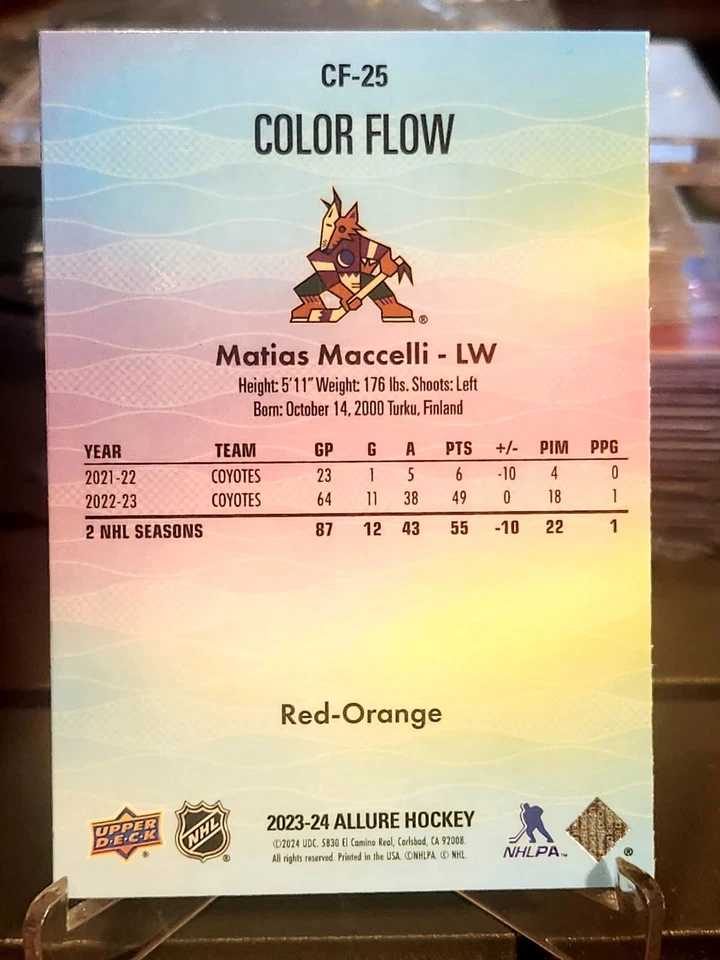 CF-25
COLOR FLOW
®
Matias Maccelli - LW
Height: 5'11" Weight: 176 lbs. Shoots: Left
Born: October 14, 2000 Turku, Finland
YEAR TEAM GP G A PTS +/- PIM PPG
2021-22 COYOTES 23 1 5 6 -10 4 0
2022-23 COYOTES 64 11 38 49 0 18 1
2 NHL SEASONS 87 12 43 55 -10 22 1
Red-Orange
UPPER DECK ®
NHL ®
2023-24 ALLURE HOCKEY
©2024 UDC, 5830 El Camino Real, Carlsbad, CA 92008.
All rights reserved. Printed in the USA. ©NHLPA. © NHL.
NHLPA™
®